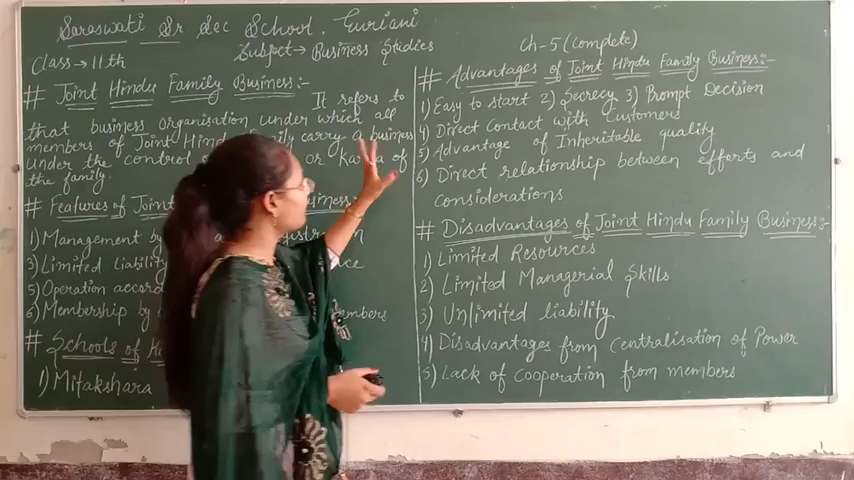 Saraswati Sr Sec School, Guriani
Subject→ Business Studies
Class→11th
Ch-5(Complete)
# Joint Hindu Family Business:-
It refers to
that business Organisation under which all
members of Joint Hindu Family carry a business
under the control or Karta of
the family.
# Features of Joint Business:-
1) Management by
3) Limited Liability
5) Operation
6) Membership by members
# Schools of
1) Mitakshara
# Advantages of Joint Hindu Family Business:-
1) Easy to start 2) Secrecy 3) Prompt Decision
4) Direct Contact with Customers
5) Advantage of Inheritable quality
6) Direct relationship between efforts and
considerations
# Disadvantages of Joint Hindu Family Business:-
1) Limited Resources
2) Limited Managerial Skills
3) Unlimited liability
4) Disadvantages from Centralisation of Power
5) Lack of Cooperation from members